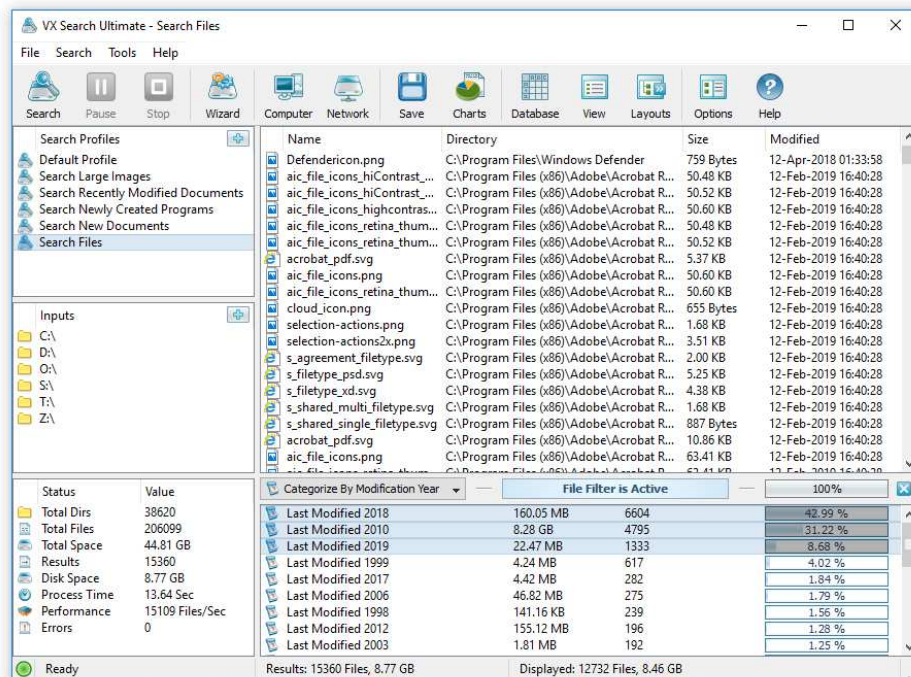 VX Search Ultimate - Search Files
File Search Tools Help
Search Pause Stop Wizard Computer Network Save Charts Database View Layouts Options Help
Search Profiles
Default Profile
Search Large Images
Search Recently Modified Documents
Search Newly Created Programs
Search New Documents
Search Files
Inputs
C:\
D:\
O:\
S:\
T:\
Z:\
Status Value
Total Dirs 38620
Total Files 206099
Total Space 44.81 GB
Results 15360
Disk Space 8.77 GB
Process Time 13.64 Sec
Performance 15109 Files/Sec
Errors 0
Name Directory Size Modified
Defendericon.png C:\Program Files\Windows Defender 759 Bytes 12-Apr-2018 01:33:58
aic_file_icons_hiContrast_... C:\Program Files (x86)\Adobe\Acrobat R... 50.48 KB 12-Feb-2019 16:40:28
aic_file_icons_hiContrast_... C:\Program Files (x86)\Adobe\Acrobat R... 50.52 KB 12-Feb-2019 16:40:28
aic_file_icons_highcontras... C:\Program Files (x86)\Adobe\Acrobat R... 50.60 KB 12-Feb-2019 16:40:28
aic_file_icons_retina_thum... C:\Program Files (x86)\Adobe\Acrobat R... 50.48 KB 12-Feb-2019 16:40:28
aic_file_icons_retina_thum... C:\Program Files (x86)\Adobe\Acrobat R... 50.52 KB 12-Feb-2019 16:40:28
acrobat_pdf.svg C:\Program Files (x86)\Adobe\Acrobat R... 5.37 KB 12-Feb-2019 16:40:28
aic_file_icons.png C:\Program Files (x86)\Adobe\Acrobat R... 50.60 KB 12-Feb-2019 16:40:28
aic_file_icons_retina_thum... C:\Program Files (x86)\Adobe\Acrobat R... 50.60 KB 12-Feb-2019 16:40:28
cloud_icon.png C:\Program Files (x86)\Adobe\Acrobat R... 655 Bytes 12-Feb-2019 16:40:28
selection-actions.png C:\Program Files (x86)\Adobe\Acrobat R... 1.68 KB 12-Feb-2019 16:40:28
selection-actions2x.png C:\Program Files (x86)\Adobe\Acrobat R... 3.51 KB 12-Feb-2019 16:40:28
s_agreement_filetype.svg C:\Program Files (x86)\Adobe\Acrobat R... 2.00 KB 12-Feb-2019 16:40:28
s_filetype_psd.svg C:\Program Files (x86)\Adobe\Acrobat R... 5.25 KB 12-Feb-2019 16:40:28
s_filetype_xd.svg C:\Program Files (x86)\Adobe\Acrobat R... 4.38 KB 12-Feb-2019 16:40:28
s_shared_multi_filetype.svg C:\Program Files (x86)\Adobe\Acrobat R... 1.68 KB 12-Feb-2019 16:40:28
s_shared_single_filetype.svg C:\Program Files (x86)\Adobe\Acrobat R... 887 Bytes 12-Feb-2019 16:40:28
acrobat_pdf.svg C:\Program Files (x86)\Adobe\Acrobat R... 10.86 KB 12-Feb-2019 16:40:28
aic_file_icons.png C:\Program Files (x86)\Adobe\Acrobat R... 63.41 KB 12-Feb-2019 16:40:28
Categorize By Modification Year File Filter is Active 100%
Last Modified 2018 160.05 MB 6604 42.99 %
Last Modified 2010 8.28 GB 4795 31.22 %
Last Modified 2019 22.47 MB 1333 8.68 %
Last Modified 1999 4.24 MB 617 4.02 %
Last Modified 2017 4.42 MB 282 1.84 %
Last Modified 2006 46.82 MB 275 1.79 %
Last Modified 1998 141.16 KB 239 1.56 %
Last Modified 2012 155.12 MB 196 1.28 %
Last Modified 2003 1.81 MB 192 1.25 %
Ready Results: 15360 Files, 8.77 GB Displayed: 12732 Files, 8.46 GB